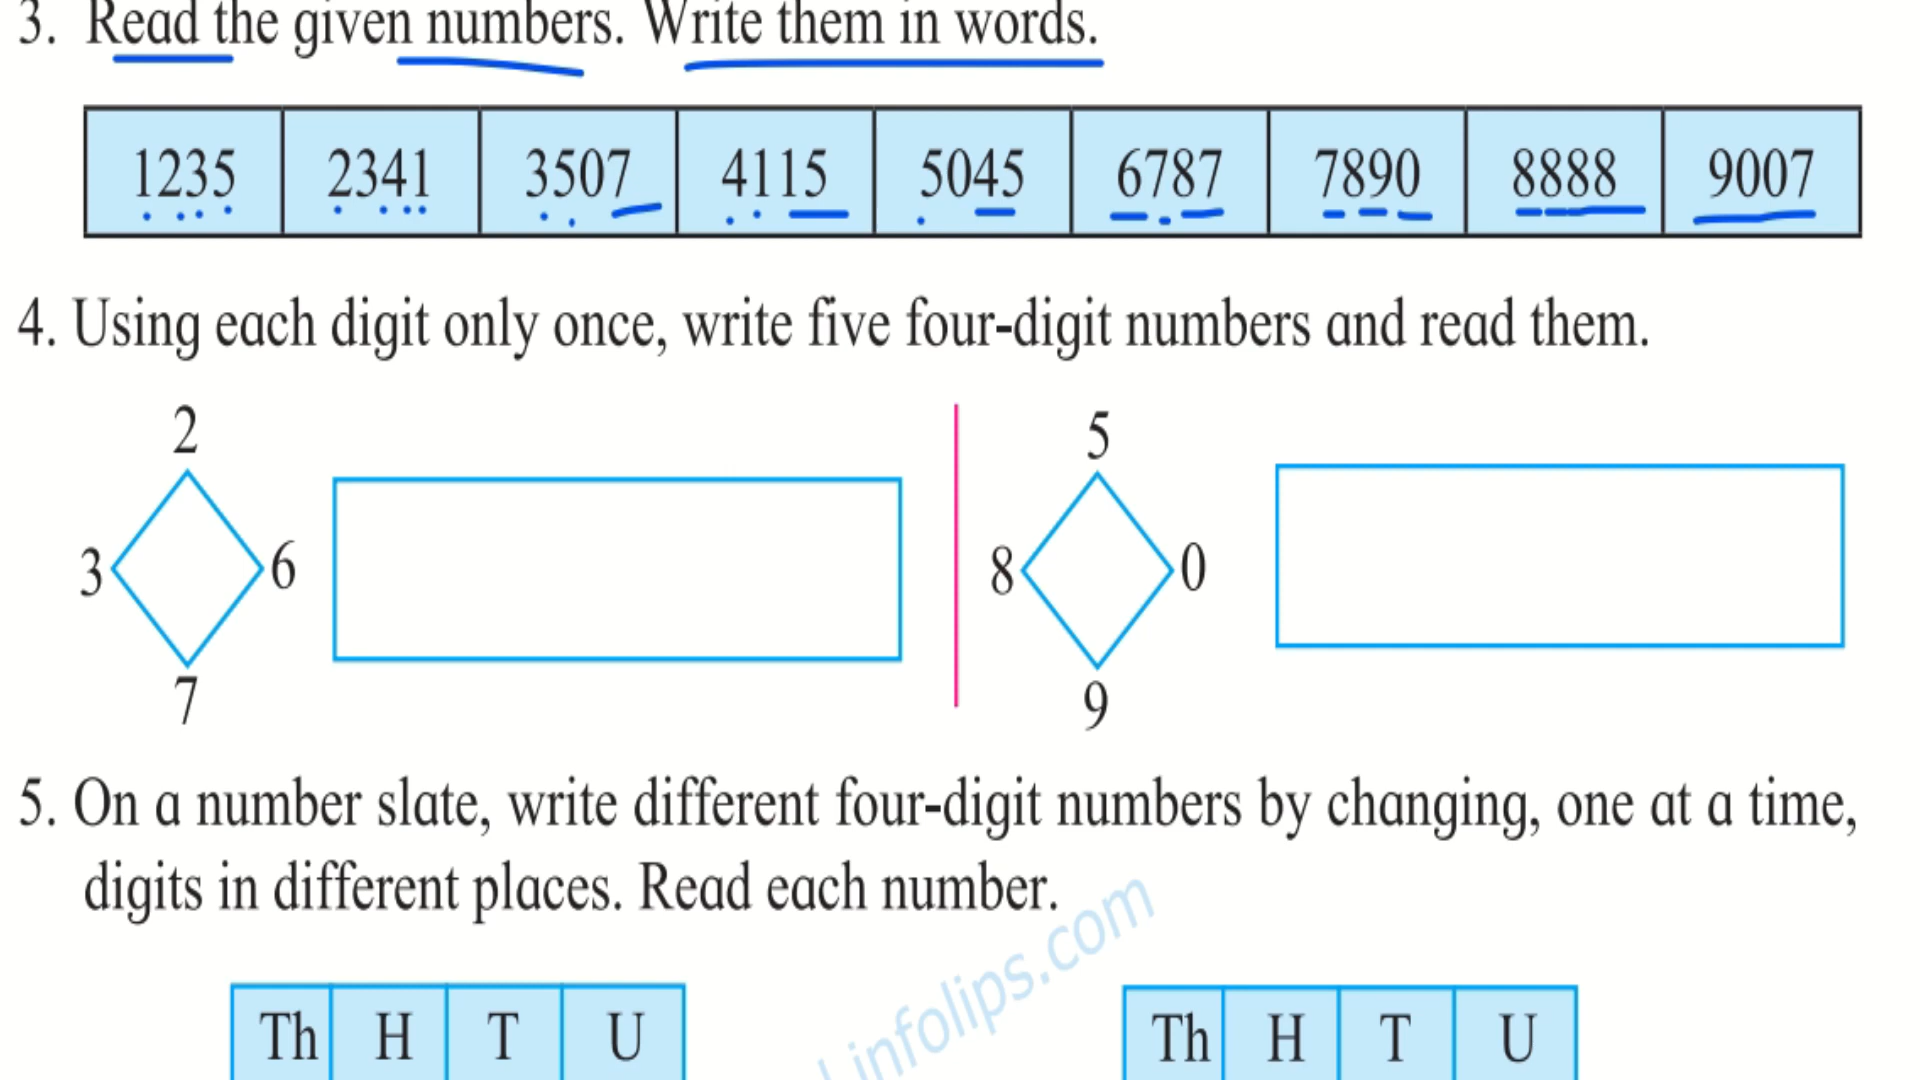 3. Read the given numbers. Write them in words.
1235 2341 3507 4115 5045 6787 7890 8888 9007
4. Using each digit only once, write five four-digit numbers and read them.
2
3 6
7
5
8 0
9
5. On a number slate, write different four-digit numbers by changing, one at a time,
digits in different places. Read each number.
Th H T U
Th H T U
infolips.com